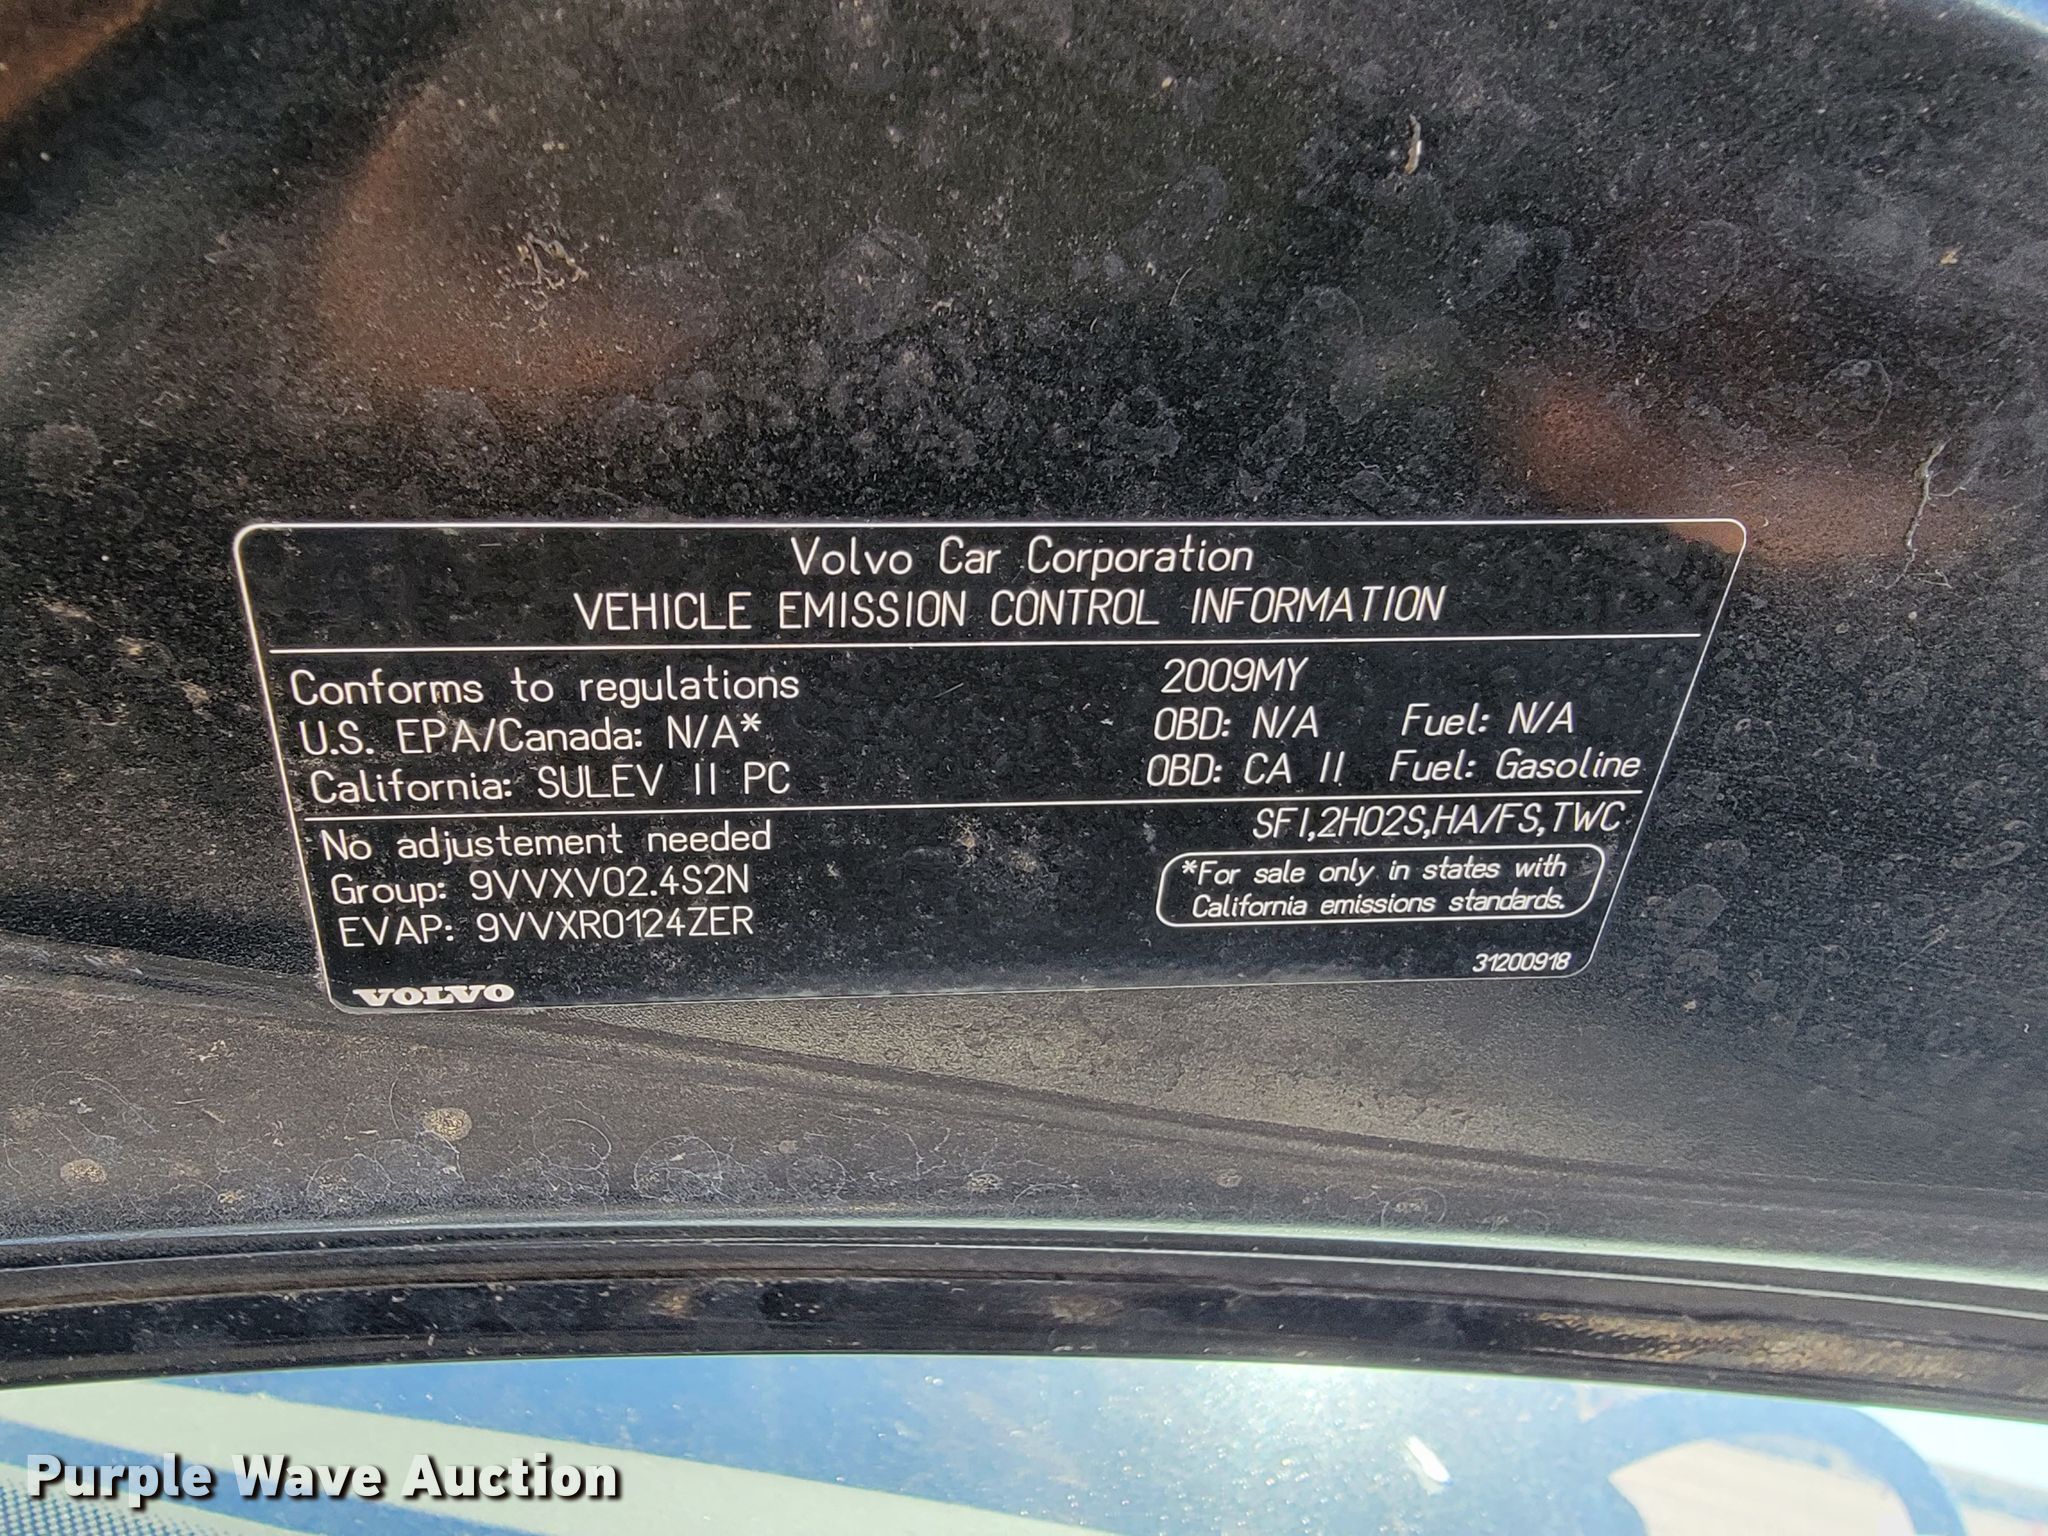 Volvo Car Corporation
VEHICLE EMISSION CONTROL INFORMATION
Conforms to regulations 2009MY
U.S. EPA/Canada: N/A* OBD: N/A Fuel: N/A
California: SULEV II PC OBD: CA II Fuel: Gasoline
No adjustement needed SFI,2HO2S,HA/FS,TWC
Group: 9VVXV02.4S2N
EVAP: 9VVXR0124ZER
*For sale only in states with
California emissions standards.
31200918
VOLVO
Purple Wave Auction